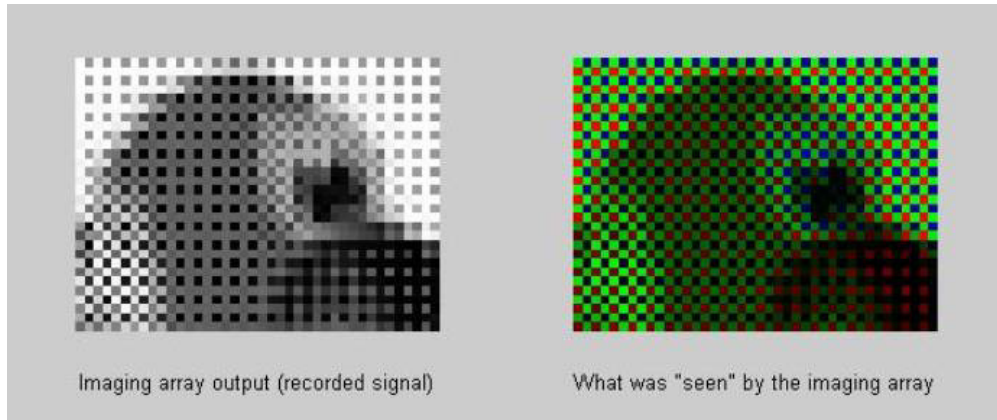 Imaging array output (recorded signal)
What was "seen" by the imaging array